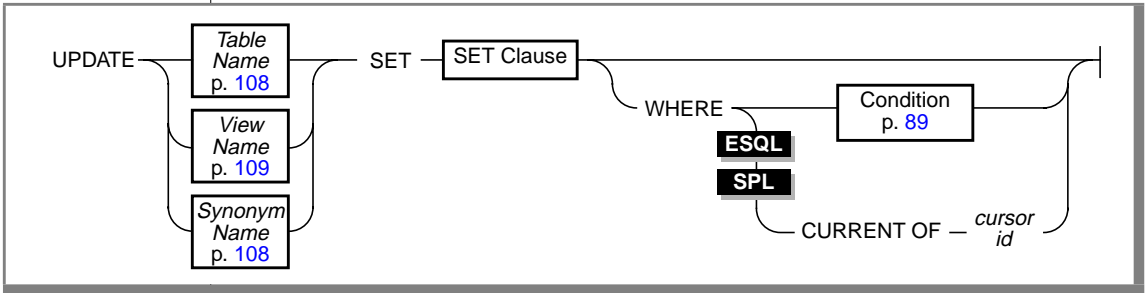 UPDATE
Table
Name
p. 108
SET
SET Clause
View
Name
p. 109
Synonym
Name
p. 108
WHERE
Condition
p. 89
ESQL
SPL
CURRENT OF
cursor
id